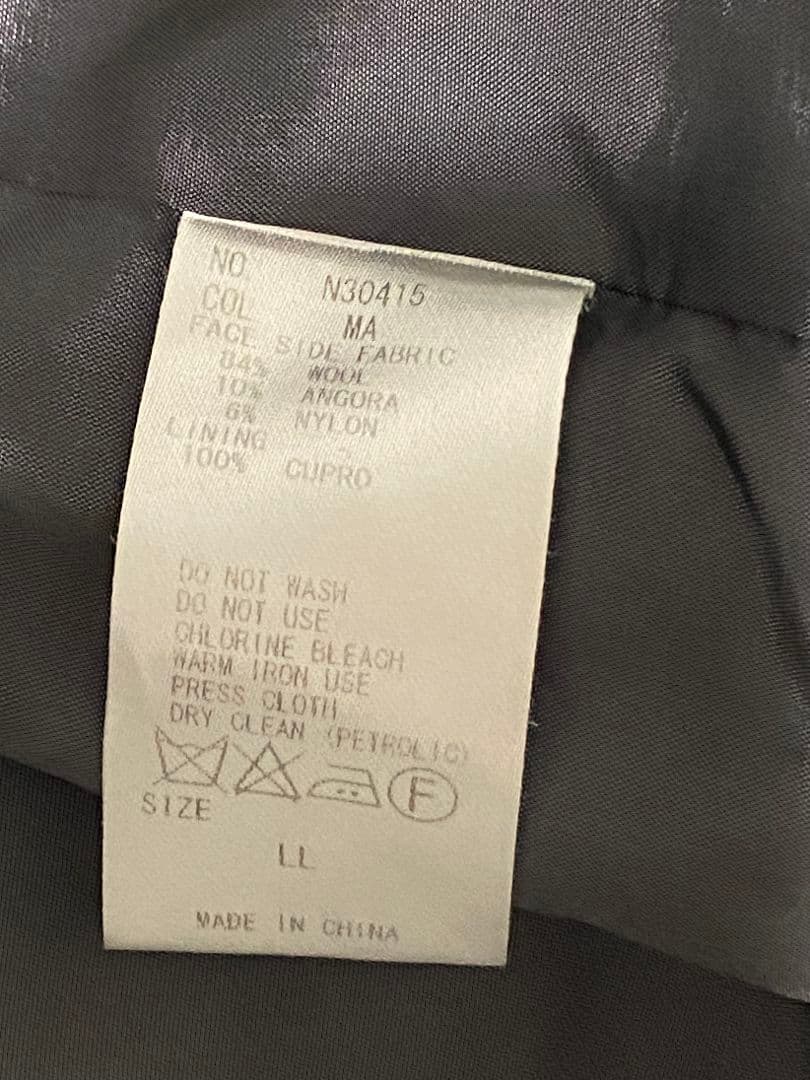 NO N30415
COL MA
FACE SIDE FABRIC
84% WOOL
10% ANGORA
6% NYLON
LINING
100% CUPRO
DO NOT WASH
DO NOT USE
CHLORINE BLEACH
WARM IRON USE
PRESS CLOTH
DRY CLEAN (PETROLIC)
F
SIZE
LL
MADE IN CHINA